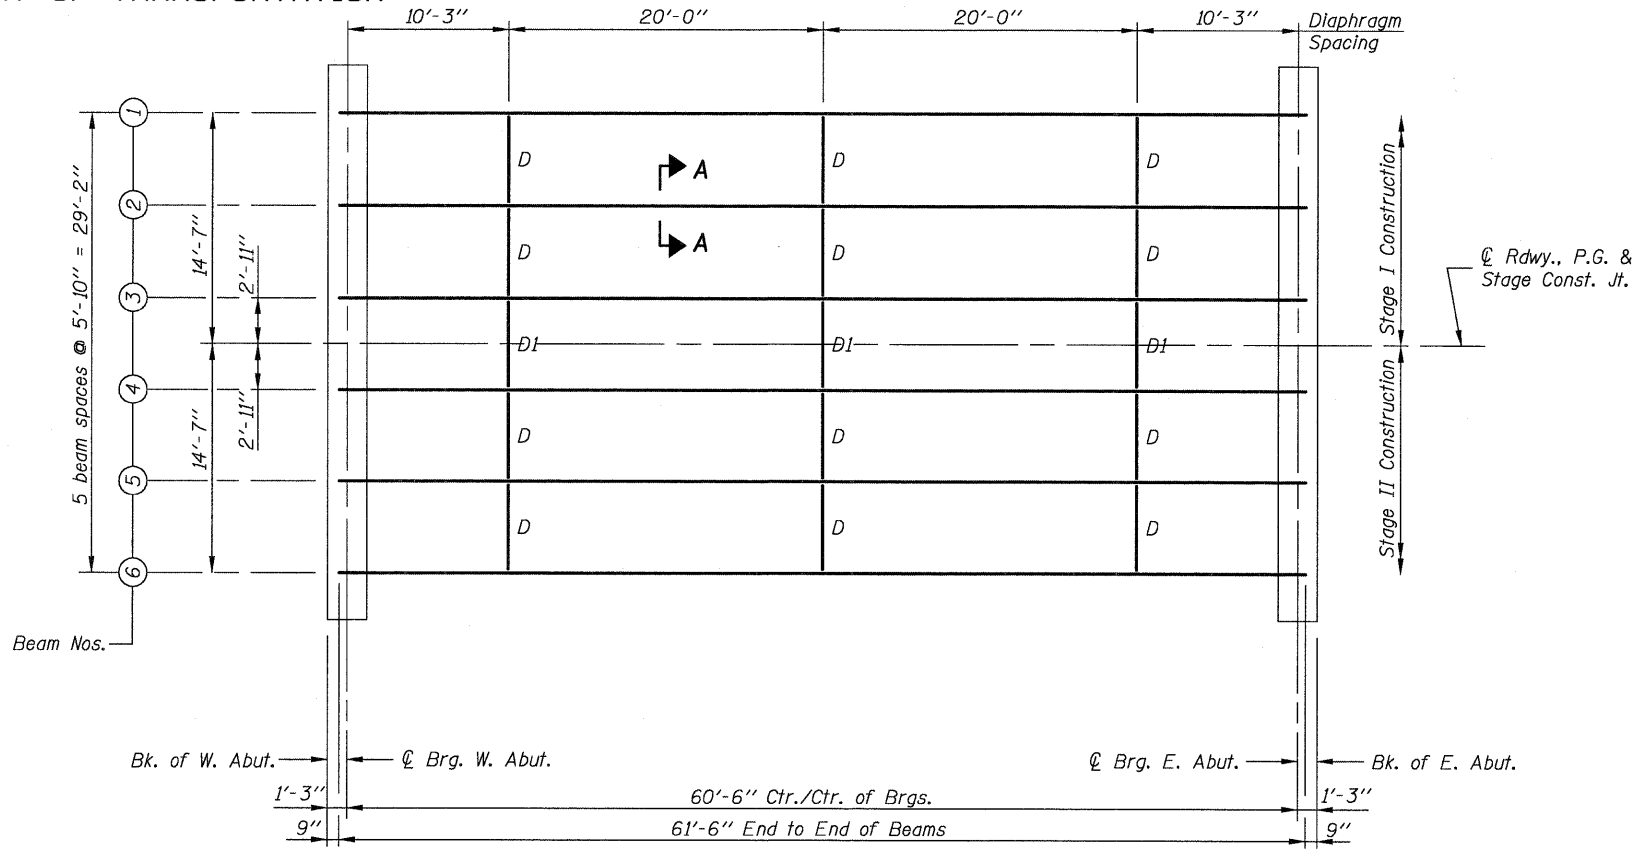 10'-3"
20'-0"
20'-0"
10'-3"
Diaphragm
Spacing
1
2
3
4
5
6
Beam Nos.
5 beam spaces @ 5'-10" = 29'-2"
14'-7"
14'-7"
2'-11"
2'-11"
D
D
D
A
A
D
D
D
D1
D1
D1
D
D
D
D
D
D
Stage I Construction
Stage II Construction
℄ Rdwy., P.G. &
Stage Const. Jt.
Bk. of W. Abut.
℄ Brg. W. Abut.
℄ Brg. E. Abut.
Bk. of E. Abut.
1'-3"
60'-6" Ctr./Ctr. of Brgs.
1'-3"
9"
61'-6" End to End of Beams
9"